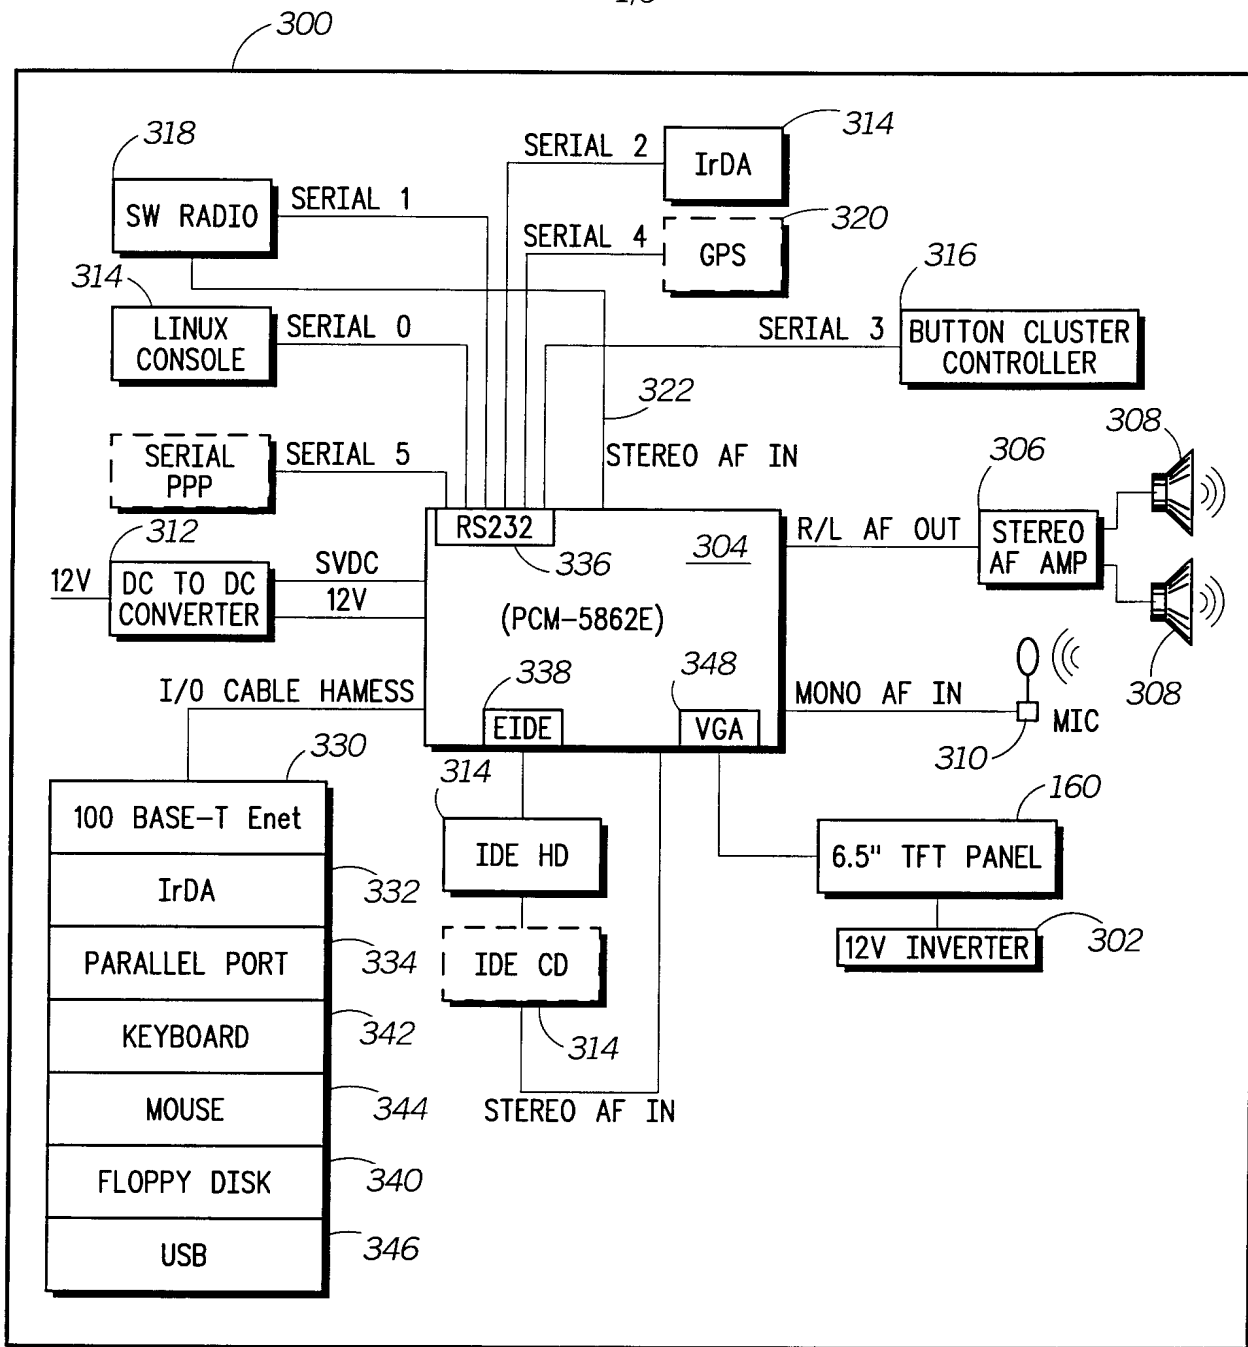 300
318
SW RADIO
SERIAL 1
SERIAL 2
IrDA
314
SERIAL 4
GPS
320
314
LINUX
CONSOLE
SERIAL 0
SERIAL 3
316
BUTTON CLUSTER
CONTROLLER
322
STEREO AF IN
SERIAL
PPP
SERIAL 5
RS232
336
304
(PCM-5862E)
R/L AF OUT
306
STEREO
AF AMP
308
308
312
12V
DC TO DC
CONVERTER
SVDC
12V
I/O CABLE HAMESS
338
EIDE
348
VGA
MONO AF IN
MIC
310
330
100 BASE-T Enet
IrDA
332
PARALLEL PORT
334
KEYBOARD
342
MOUSE
344
FLOPPY DISK
340
USB
346
314
IDE HD
IDE CD
314
STEREO AF IN
160
6.5" TFT PANEL
12V INVERTER
302